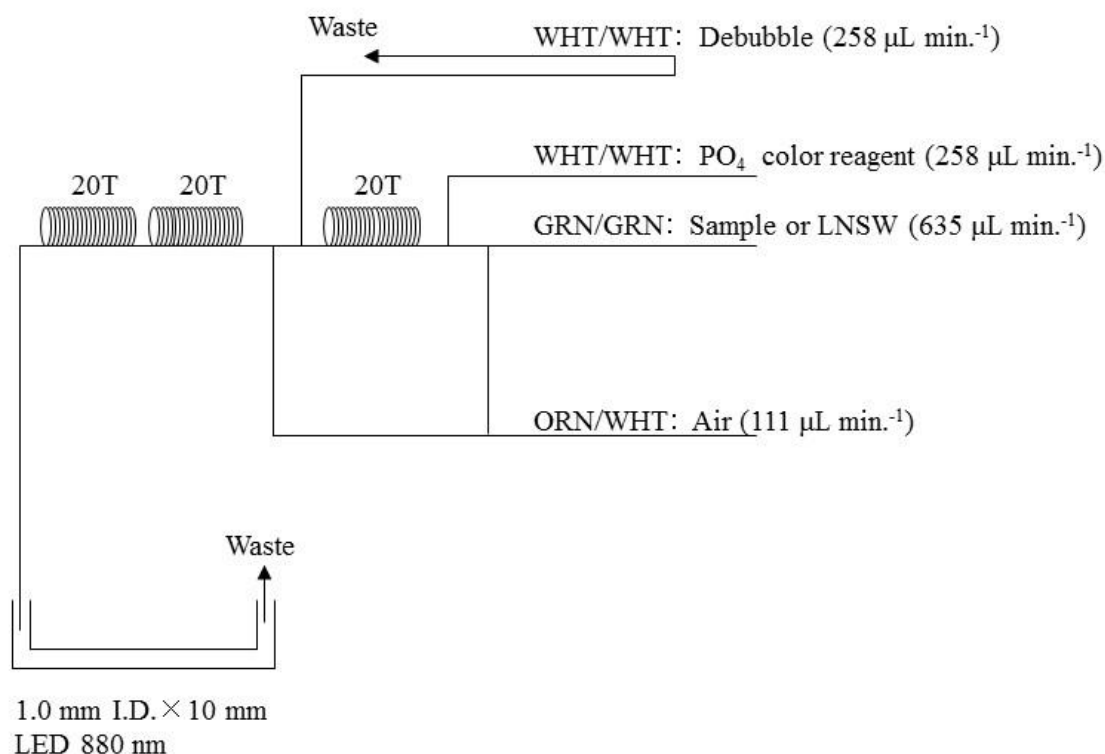 Waste
WHT/WHT: Debubble (258 μL min.⁻¹)
WHT/WHT: PO₄ color reagent (258 μL min.⁻¹)
20T 20T 20T
GRN/GRN: Sample or LNSW (635 μL min.⁻¹)
ORN/WHT: Air (111 μL min.⁻¹)
Waste
1.0 mm I.D.×10 mm
LED 880 nm